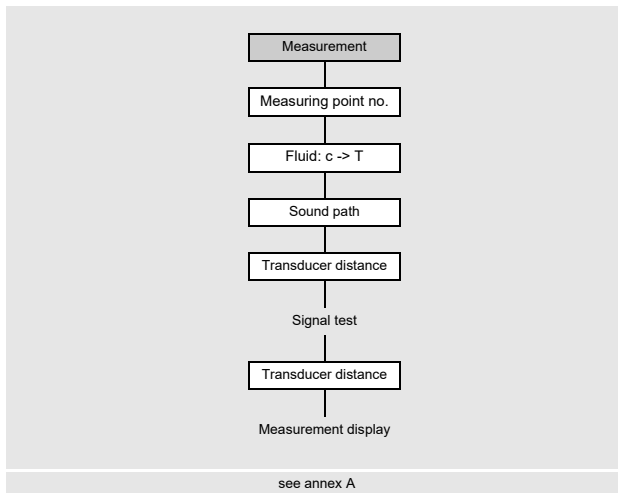 Measurement
Measuring point no.
Fluid: c -> T
Sound path
Transducer distance
Signal test
Transducer distance
Measurement display
see annex A